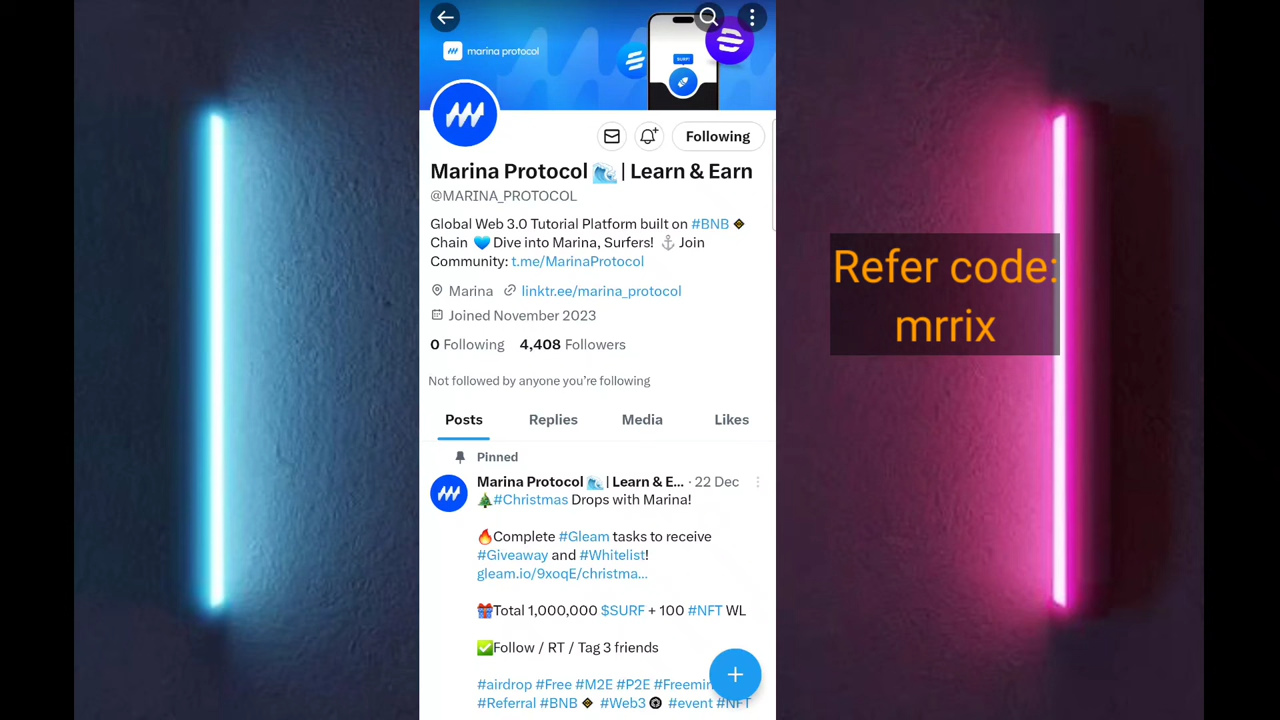 marina protocol
SURF!
Following
Marina Protocol 🌊 | Learn & Earn
@MARINA_PROTOCOL
Global Web 3.0 Tutorial Platform built on #BNB
Chain 💙 Dive into Marina, Surfers! ⚓ Join
Community: t.me/MarinaProtocol
Marina linktr.ee/marina_protocol
Joined November 2023
0 Following 4,408 Followers
Not followed by anyone you're following
Posts Replies Media Likes
Pinned
Marina Protocol 🌊 | Learn & E... · 22 Dec
🎄#Christmas Drops with Marina!
🔥Complete #Gleam tasks to receive
#Giveaway and #Whitelist!
gleam.io/9xoqE/christma...
🎁Total 1,000,000 $SURF + 100 #NFT WL
✅Follow / RT / Tag 3 friends
#airdrop #Free #M2E #P2E #Freemin
#Referral #BNB #Web3 #event #NFT
Refer code:
mrrix